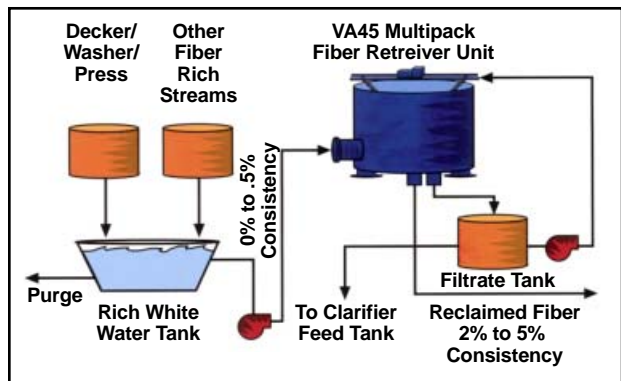 Decker/
Washer/
Press
Other
Fiber
Rich
Streams
VA45 Multipack
Fiber Retreiver Unit
0% to .5%
Consistency
Purge
Rich White
Water Tank
To Clarifier
Feed Tank
Filtrate Tank
Reclaimed Fiber
2% to 5%
Consistency